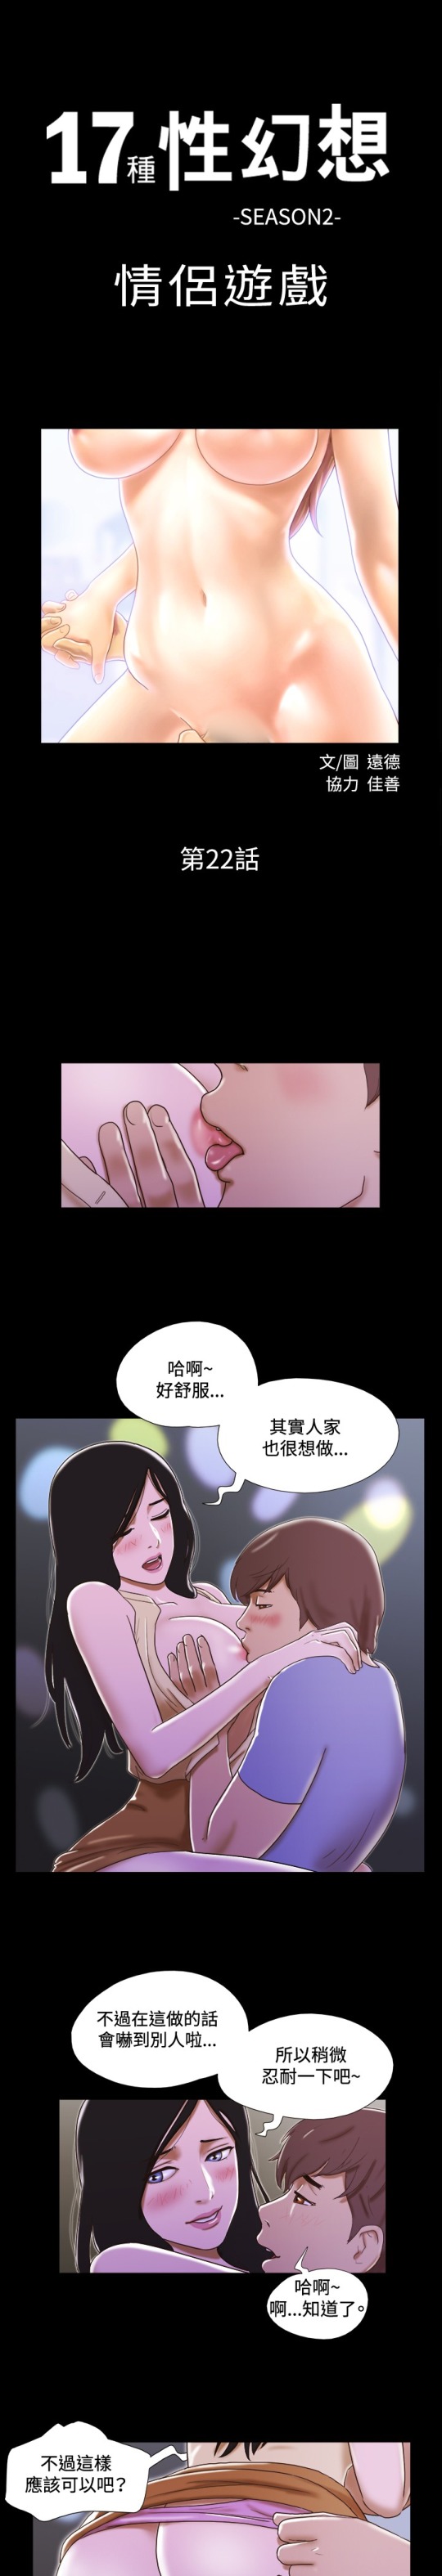 17種性幻想
-SEASON2-
情侶遊戲
文/圖 遠德
協力 佳善
第22話
哈啊~
好舒服...
其實人家
也很想做...
不過在這做的話
會嚇到別人啦...
所以稍微
忍耐一下吧~
哈啊~
啊...知道了。
不過這樣
應該可以吧?